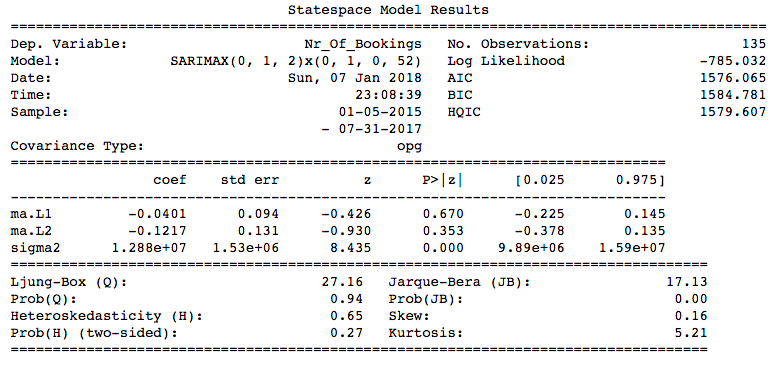 Statespace Model Results
==========================================================================================
Dep. Variable: Nr_Of_Bookings No. Observations: 135
Model: SARIMAX(0, 1, 2)x(0, 1, 0, 52) Log Likelihood -785.032
Date: Sun, 07 Jan 2018 AIC 1576.065
Time: 23:08:39 BIC 1584.781
Sample: 01-05-2015 HQIC 1579.607
- 07-31-2017
Covariance Type: opg
==============================================================================
coef std err z P>|z| [0.025 0.975]
------------------------------------------------------------------------------
ma.L1 -0.0401 0.094 -0.426 0.670 -0.225 0.145
ma.L2 -0.1217 0.131 -0.930 0.353 -0.378 0.135
sigma2 1.288e+07 1.53e+06 8.435 0.000 9.89e+06 1.59e+07
===================================================================================
Ljung-Box (Q): 27.16 Jarque-Bera (JB): 17.13
Prob(Q): 0.94 Prob(JB): 0.00
Heteroskedasticity (H): 0.65 Skew: 0.16
Prob(H) (two-sided): 0.27 Kurtosis: 5.21
===================================================================================